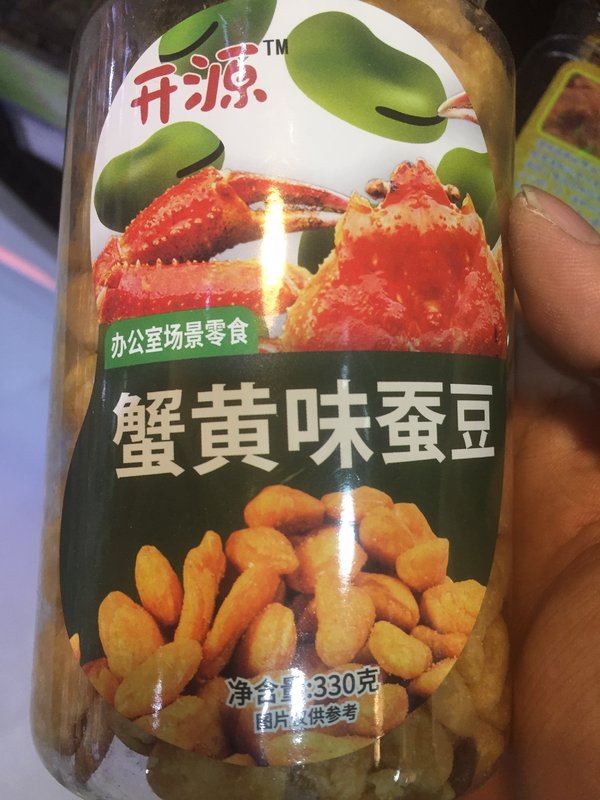 开源™
办公室场景零食
蟹黄味蚕豆
净含量:330克
图片仅供参考